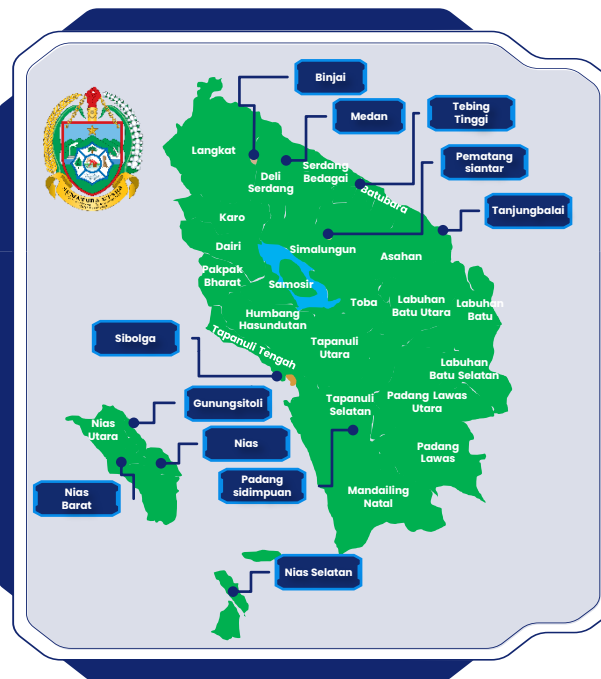 Binjai
Medan
Tebing
Tinggi
Pematang
siantar
Tanjungbalai
Langkat
Deli
Serdang
Serdang
Bedagai
Batubara
Karo
Dairi
Simalungun
Asahan
Pakpak
Bharat
Samosir
Toba
Labuhan
Batu Utara
Labuhan
Batu
Humbang
Hasundutan
Sibolga
Tapanuli Tengah
Tapanuli
Utara
Labuhan
Batu Selatan
Gunungsitoli
Tapanuli
Selatan
Padang Lawas
Utara
Nias
Utara
Nias
Padang
Lawas
Padang
sidimpuan
Nias
Barat
Mandailing
Natal
Nias Selatan